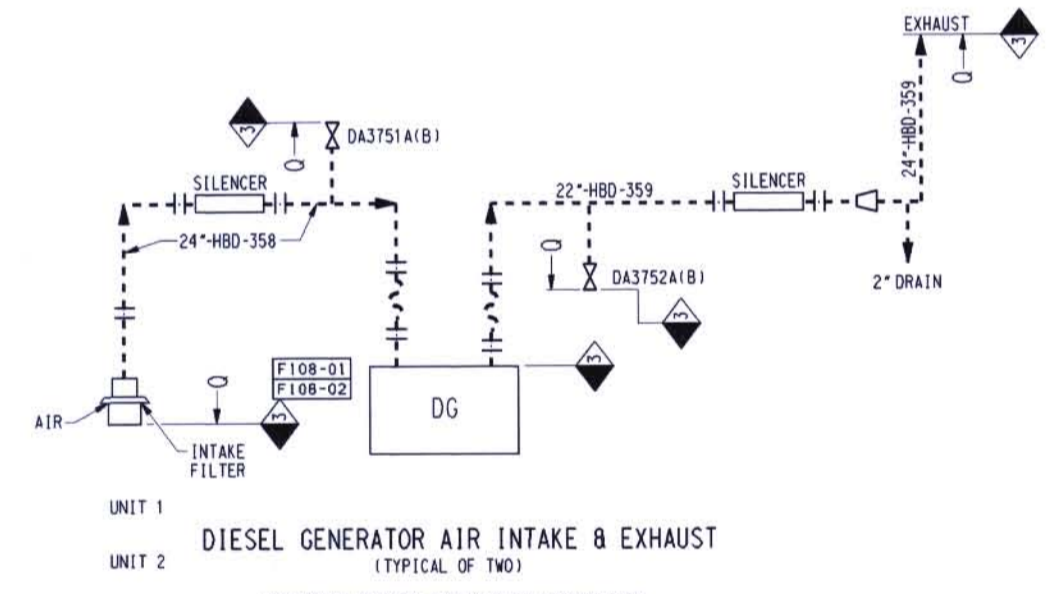 EXHAUST
3
Q
24"-HBD-359
3
Q
DA3751A(B)
SILENCER
22"-HBD-359
SILENCER
24"-HBD-358
Q
DA3752A(B)
2" DRAIN
3
3
F108-01
F108-02
Q
3
DG
AIR
INTAKE
FILTER
UNIT 1
DIESEL GENERATOR AIR INTAKE & EXHAUST
UNIT 2
(TYPICAL OF TWO)